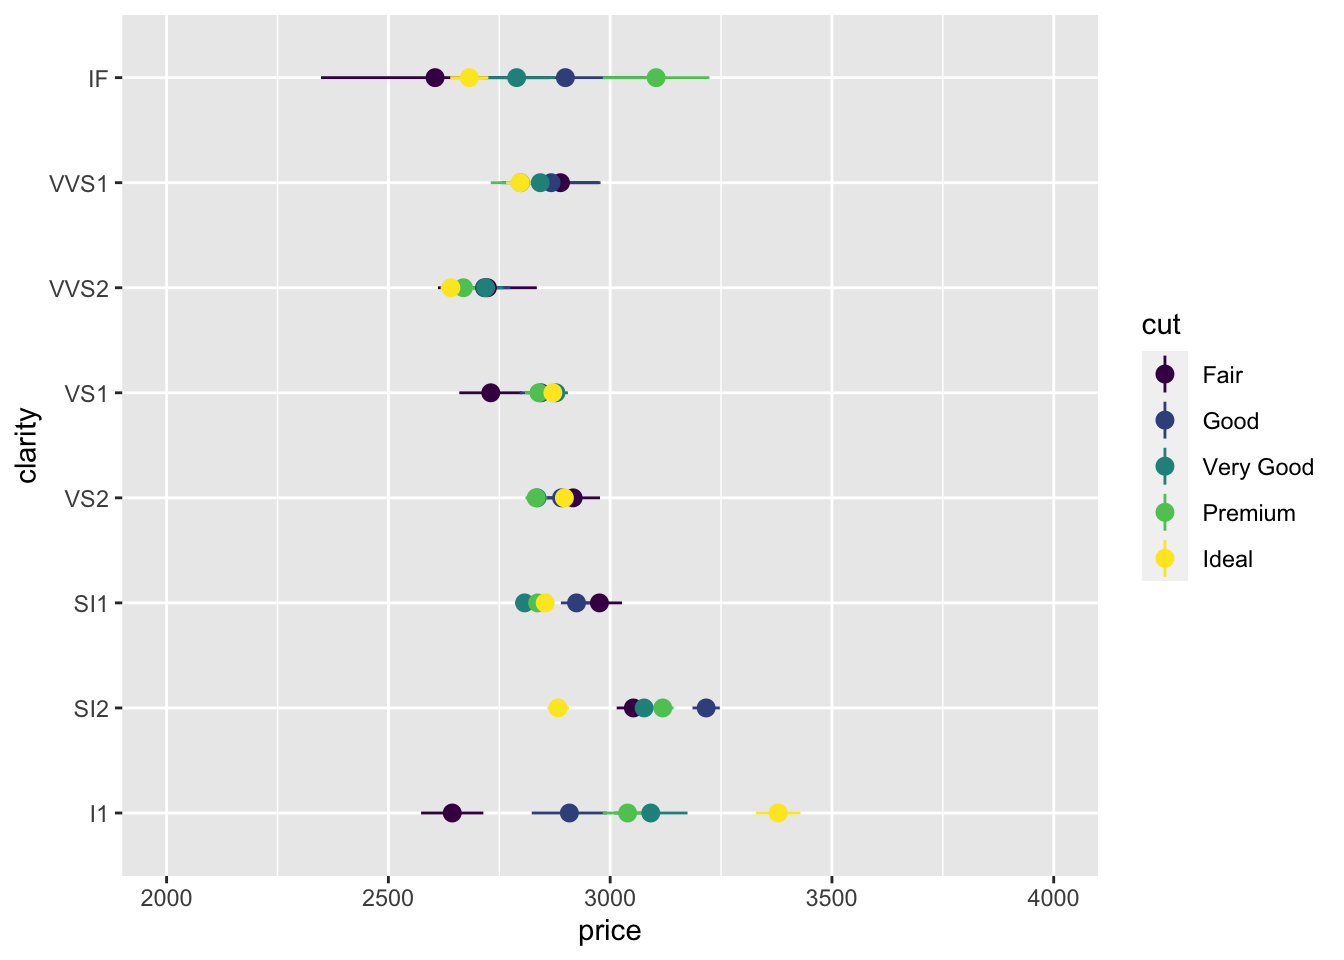 IF
VVS1
VVS2
VS1
VS2
SI1
SI2
I1
clarity
2000 2500 3000 3500 4000
price
cut
Fair
Good
Very Good
Premium
Ideal